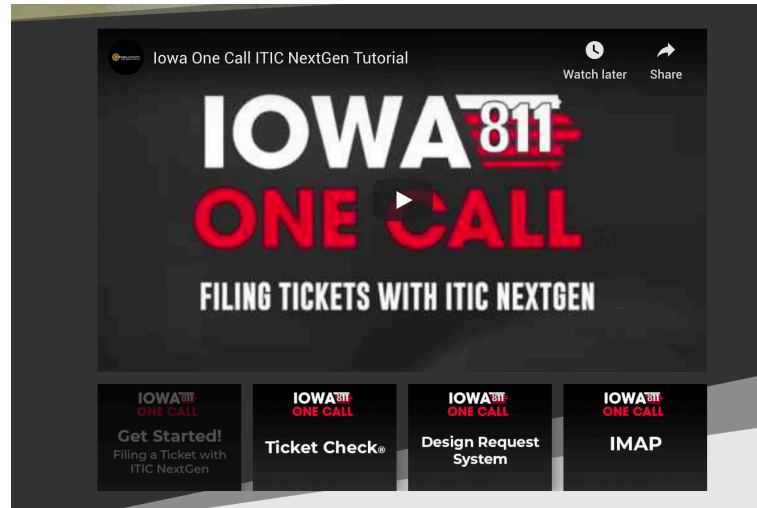 Iowa One Call ITIC NextGen Tutorial
Watch later
Share
IOWA 811
ONE CALL
FILING TICKETS WITH ITIC NEXTGEN
IOWA 811
ONE CALL
Get Started!
Filing a Ticket with
ITIC NextGen
IOWA 811
ONE CALL
Ticket Check®
IOWA 811
ONE CALL
Design Request
System
IOWA 811
ONE CALL
IMAP